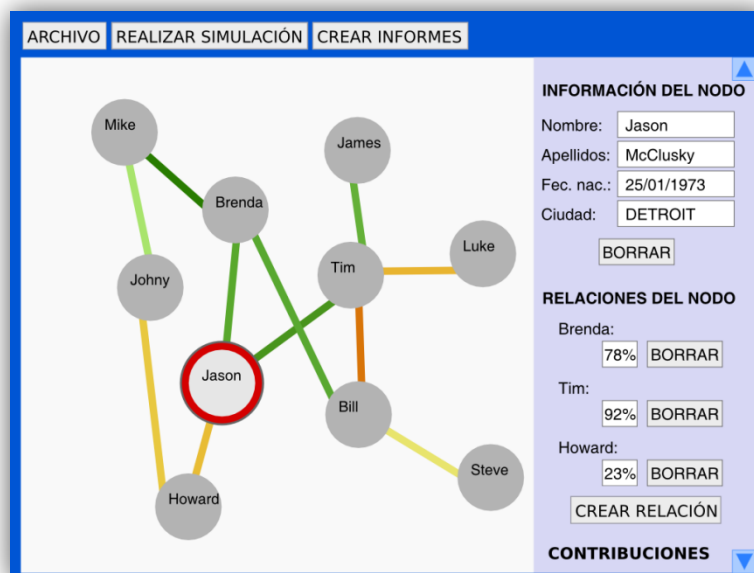 ARCHIVO REALIZAR SIMULACIÓN CREAR INFORMES
Mike
James
Brenda
Luke
Tim
Johny
Jason
Bill
Steve
Howard
INFORMACIÓN DEL NODO
Nombre: Jason
Apellidos: McClusky
Fec. nac.: 25/01/1973
Ciudad: DETROIT
BORRAR
RELACIONES DEL NODO
Brenda:
78% BORRAR
Tim:
92% BORRAR
Howard:
23% BORRAR
CREAR RELACIÓN
CONTRIBUCIONES